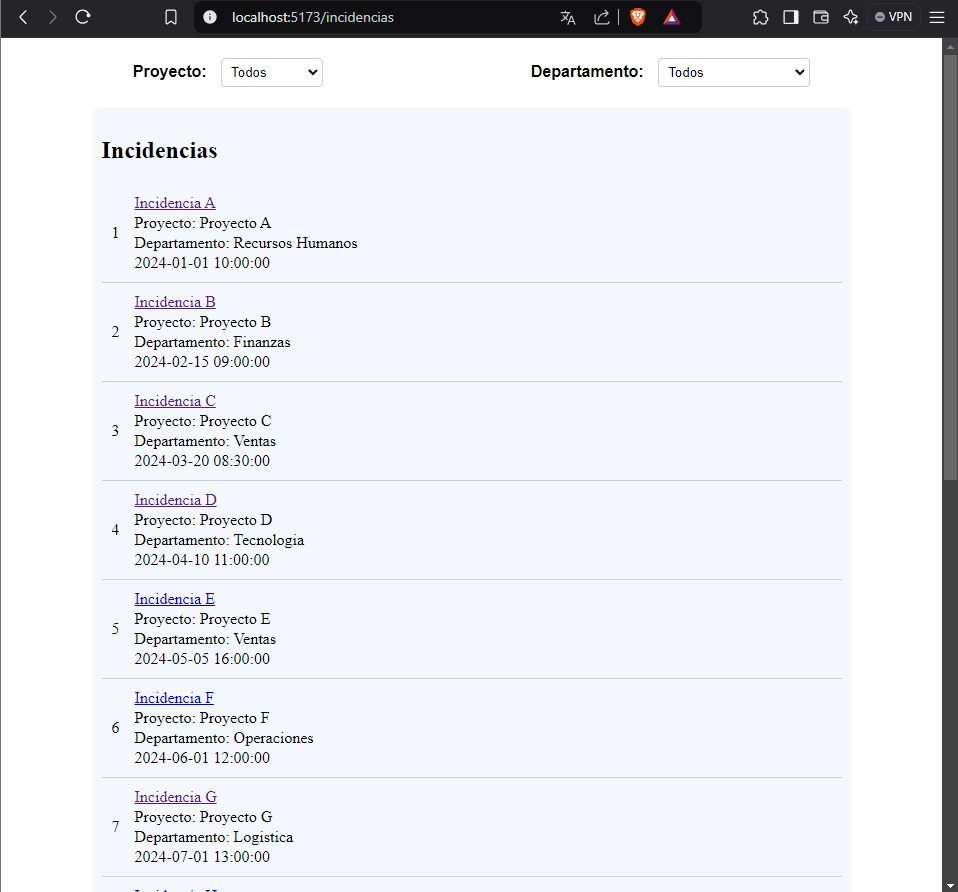 localhost:5173/incidencias
VPN
Proyecto: Todos Departamento: Todos
Incidencias
1
Incidencia A
Proyecto: Proyecto A
Departamento: Recursos Humanos
2024-01-01 10:00:00
2
Incidencia B
Proyecto: Proyecto B
Departamento: Finanzas
2024-02-15 09:00:00
3
Incidencia C
Proyecto: Proyecto C
Departamento: Ventas
2024-03-20 08:30:00
4
Incidencia D
Proyecto: Proyecto D
Departamento: Tecnologia
2024-04-10 11:00:00
5
Incidencia E
Proyecto: Proyecto E
Departamento: Ventas
2024-05-05 16:00:00
6
Incidencia F
Proyecto: Proyecto F
Departamento: Operaciones
2024-06-01 12:00:00
7
Incidencia G
Proyecto: Proyecto G
Departamento: Logistica
2024-07-01 13:00:00